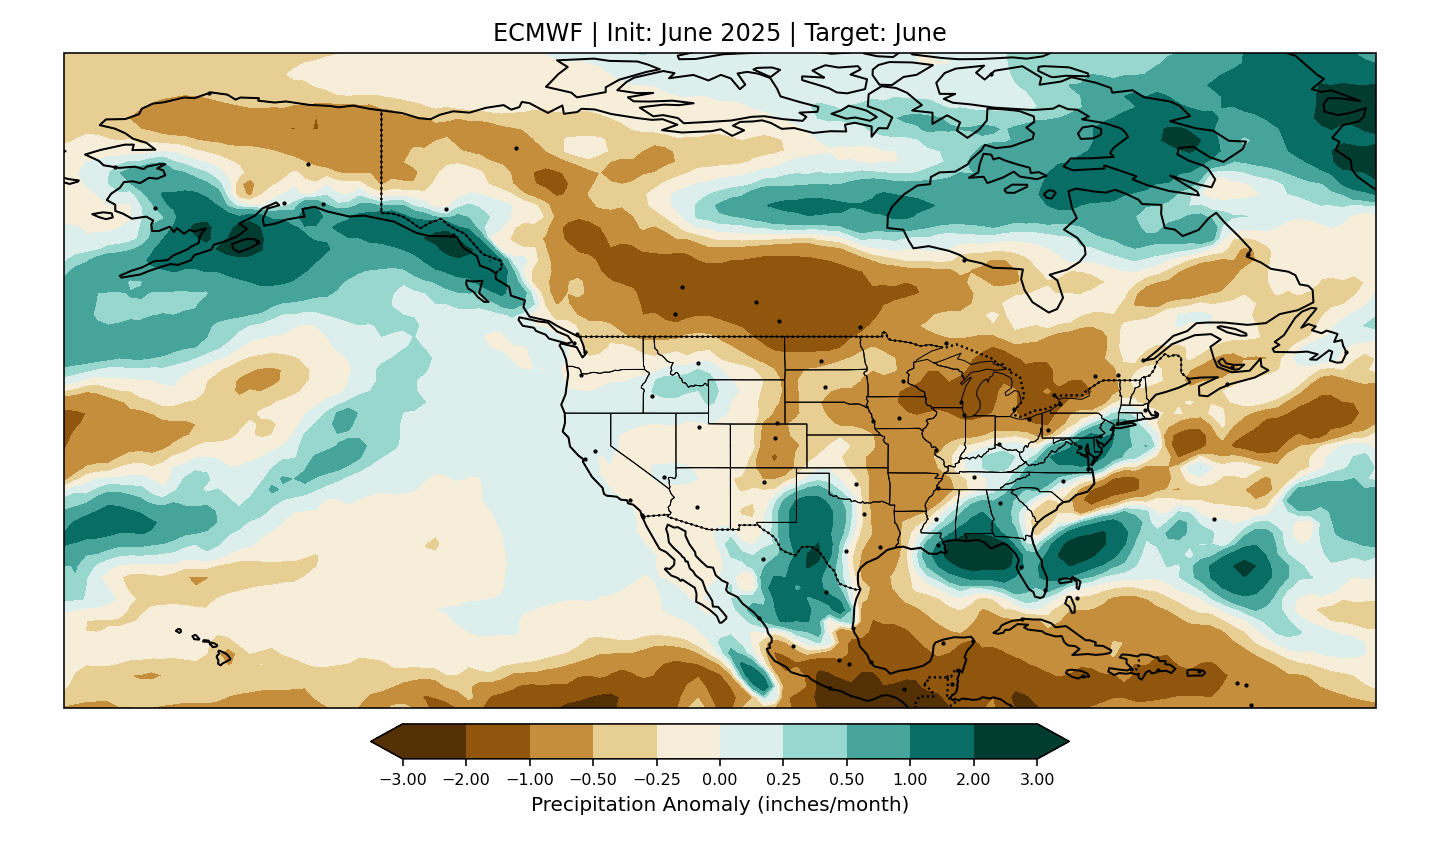 ECMWF | Init: June 2025 | Target: June
−3.00 −2.00 −1.00 −0.50 −0.25 0.00 0.25 0.50 1.00 2.00 3.00
Precipitation Anomaly (inches/month)